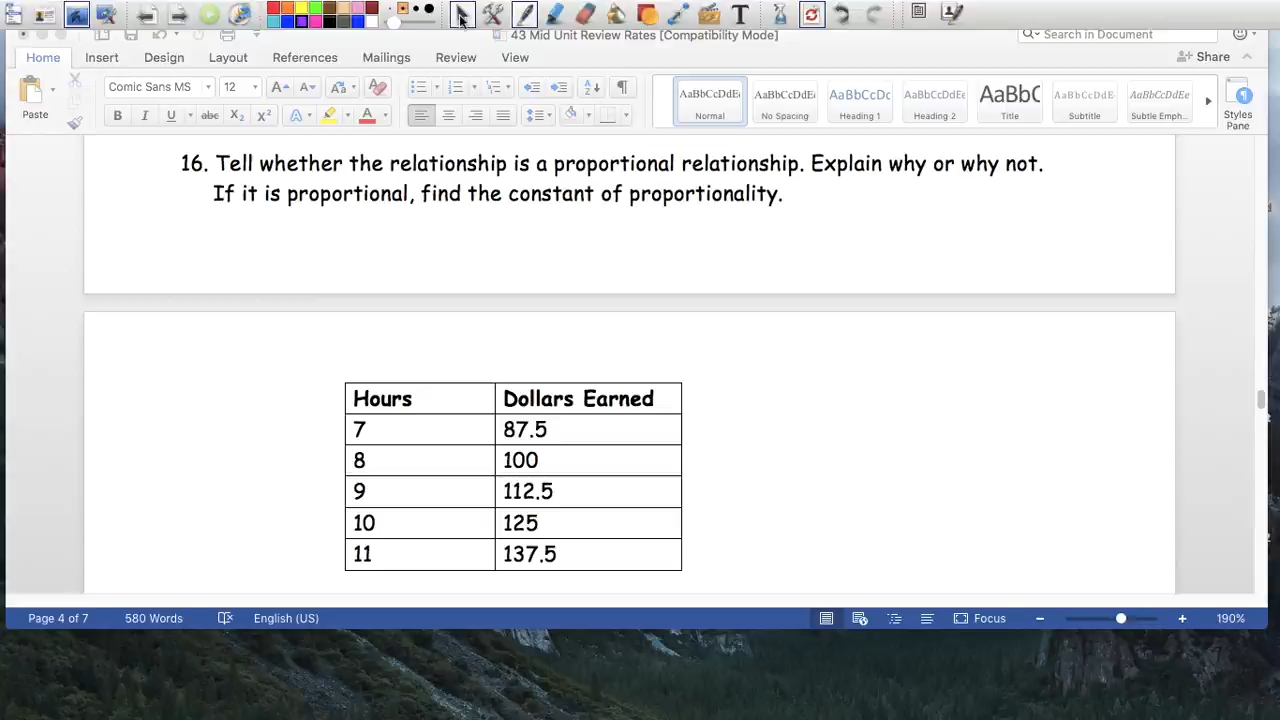 43 Mid Unit Review Rates [Compatibility Mode]
Search in Document
Home Insert Design Layout References Mailings Review View
Share
Comic Sans MS 12
Paste
AaBbCcDdE AaBbCcDdE AaBbCcDc AaBbCcDdE AaBbC AaBbCcDdE AaBbCcDdE
Normal No Spacing Heading 1 Heading 2 Title Subtitle Subtle Emph...
Styles
Pane
16. Tell whether the relationship is a proportional relationship. Explain why or why not.
If it is proportional, find the constant of proportionality.
Hours Dollars Earned
7 87.5
8 100
9 112.5
10 125
11 137.5
Page 4 of 7 580 Words English (US) Focus 190%